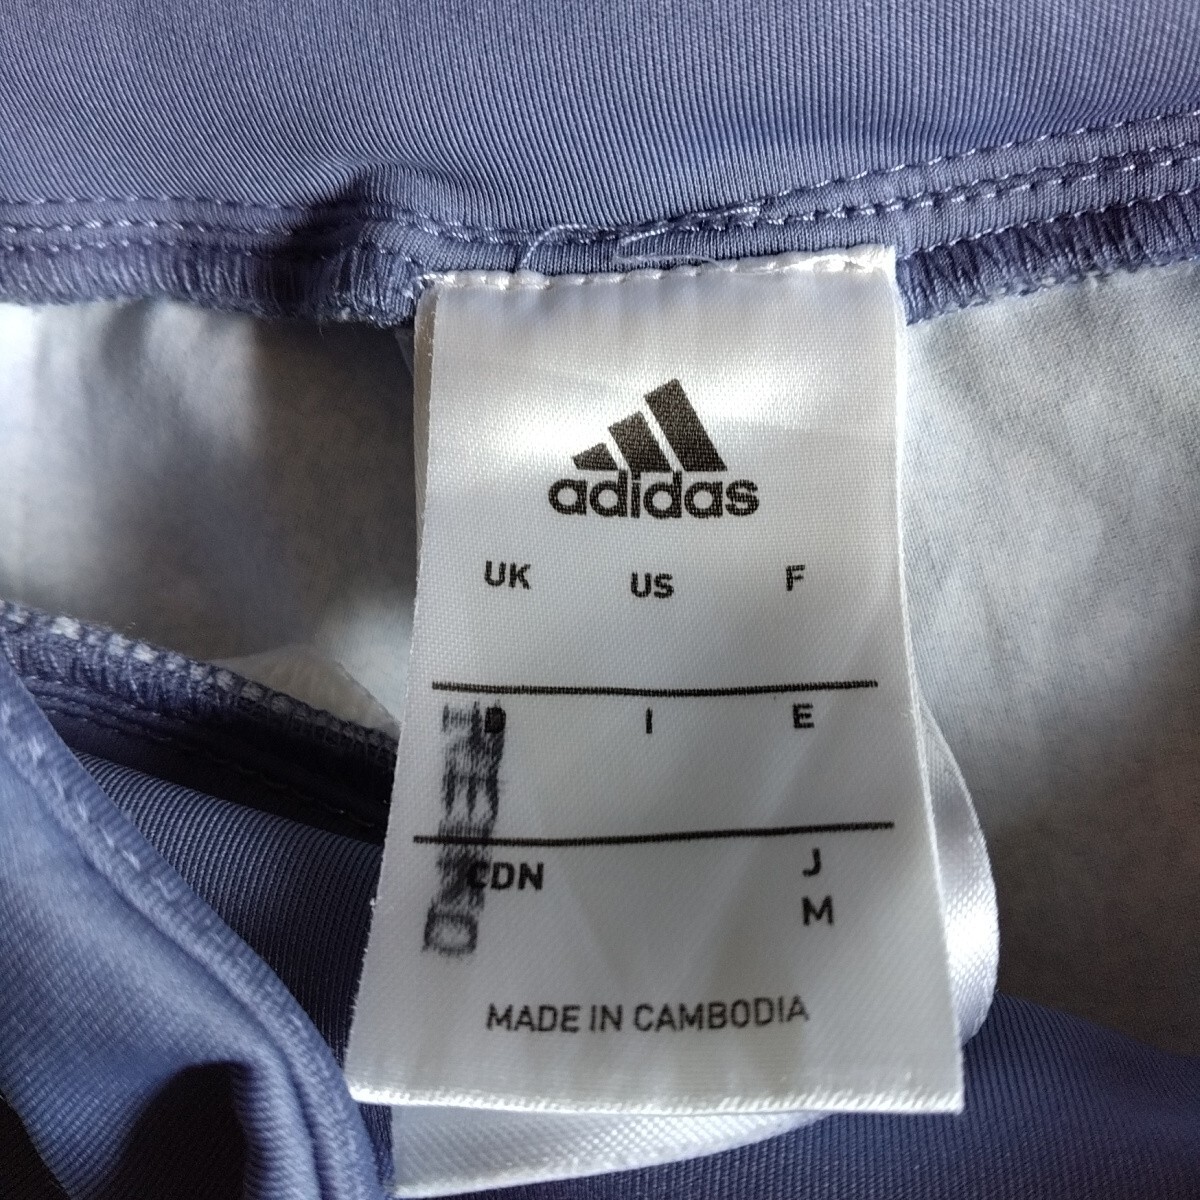 adidas
UK US F
D I E
CDN J
M
MADE IN CAMBODIA